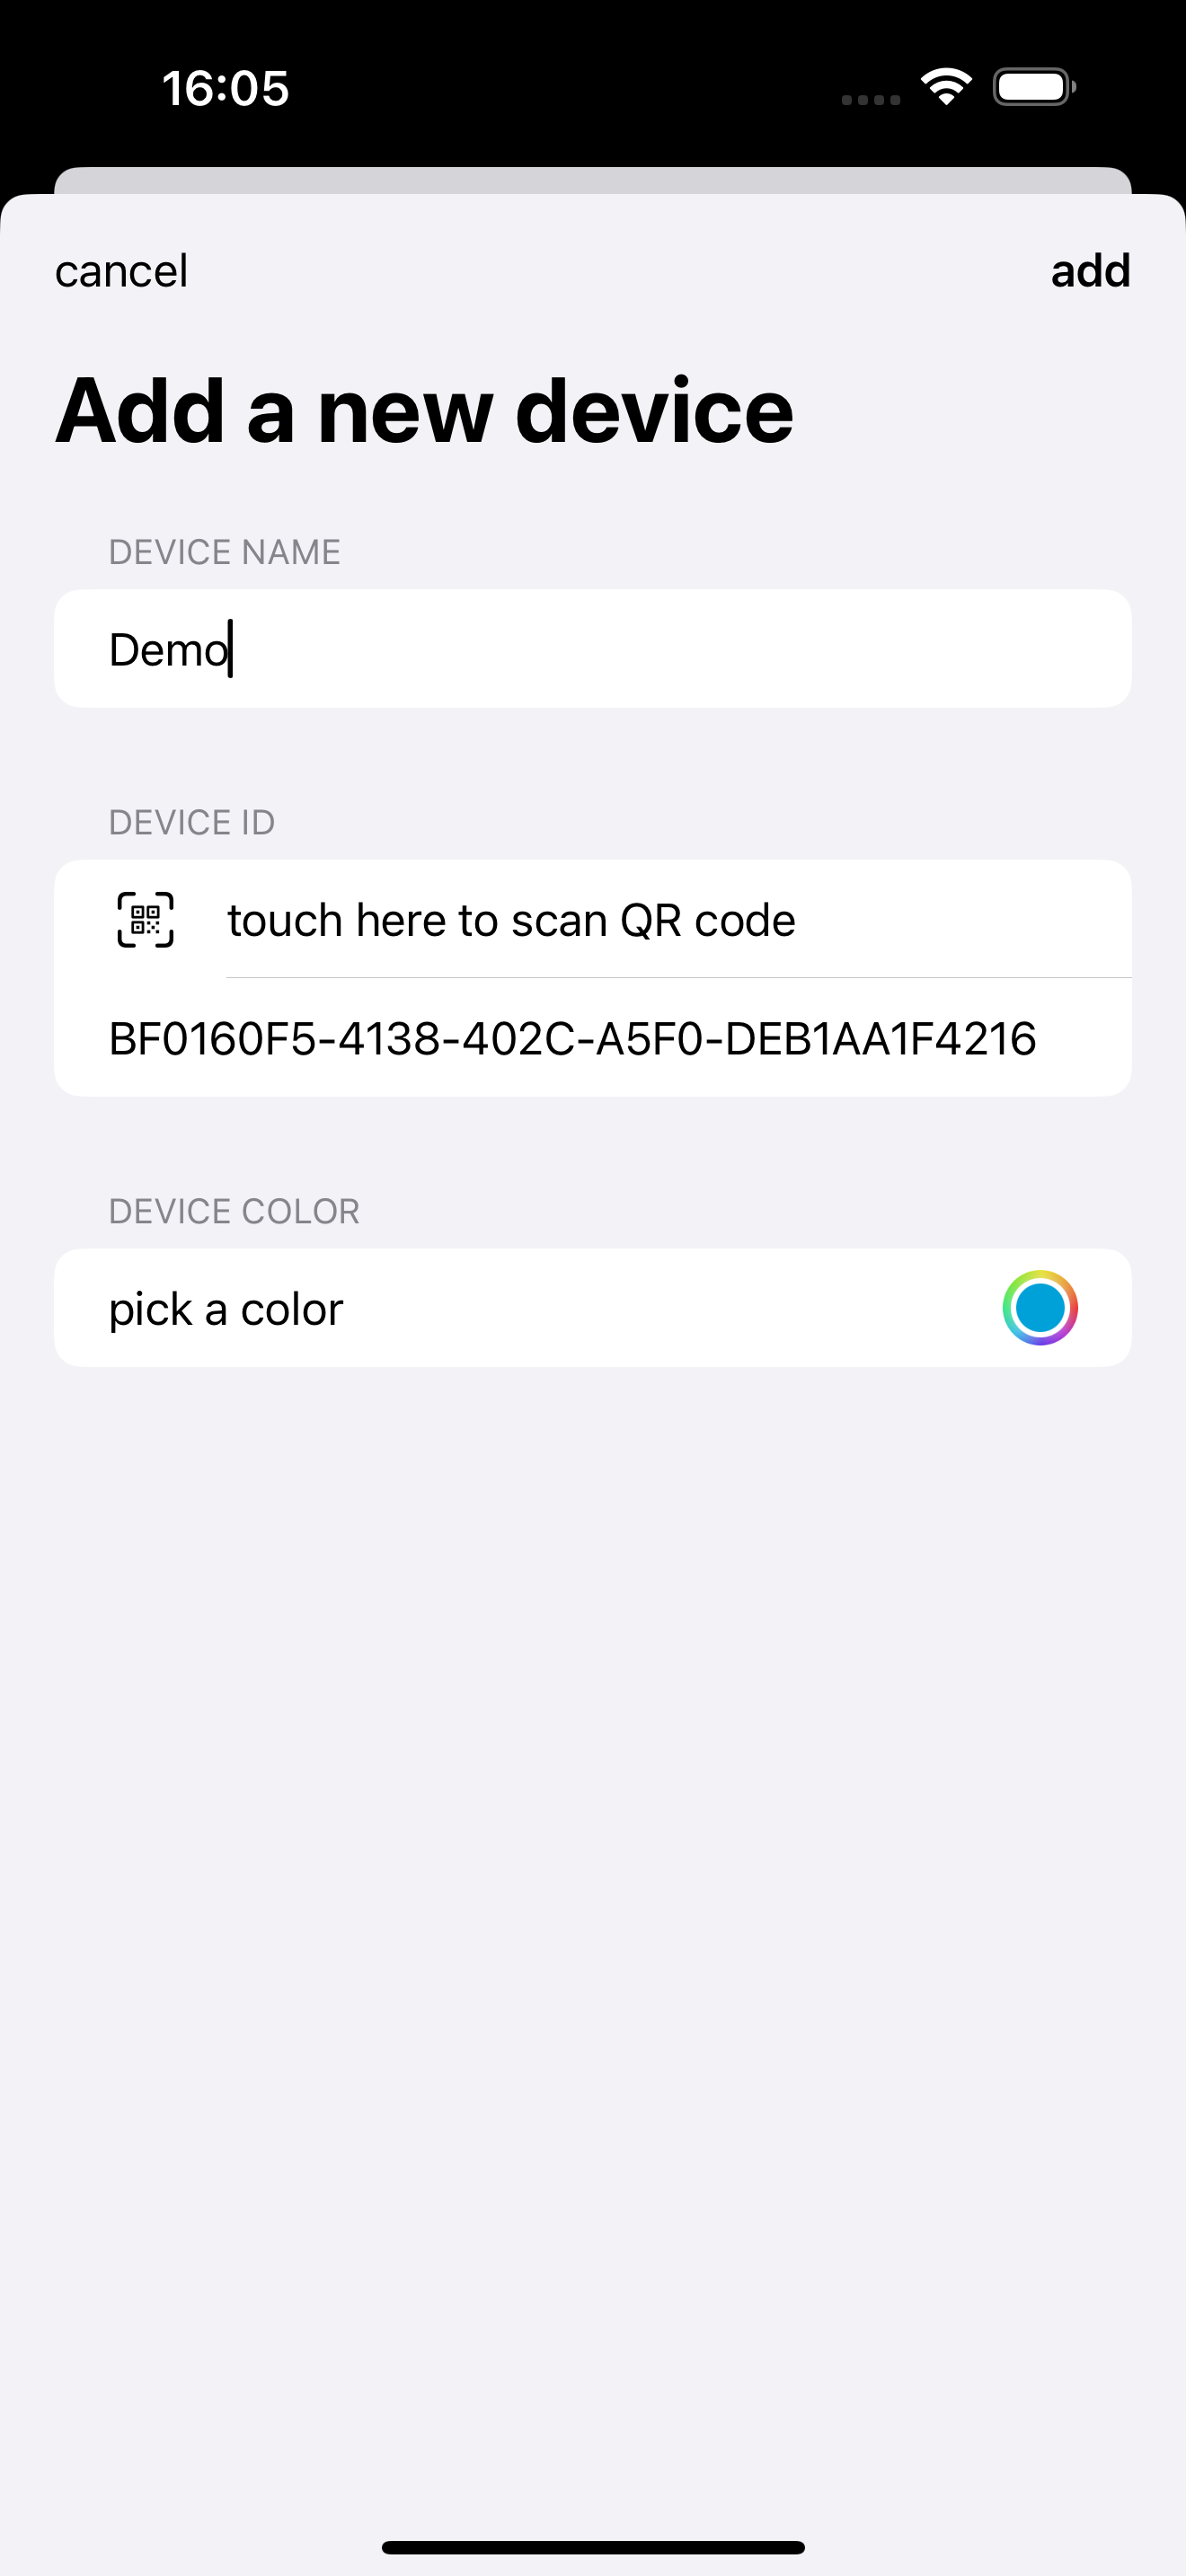 16:05
cancel
add
Add a new device
DEVICE NAME
Demo
DEVICE ID
touch here to scan QR code
BF0160F5-4138-402C-A5F0-DEB1AA1F4216
DEVICE COLOR
pick a color